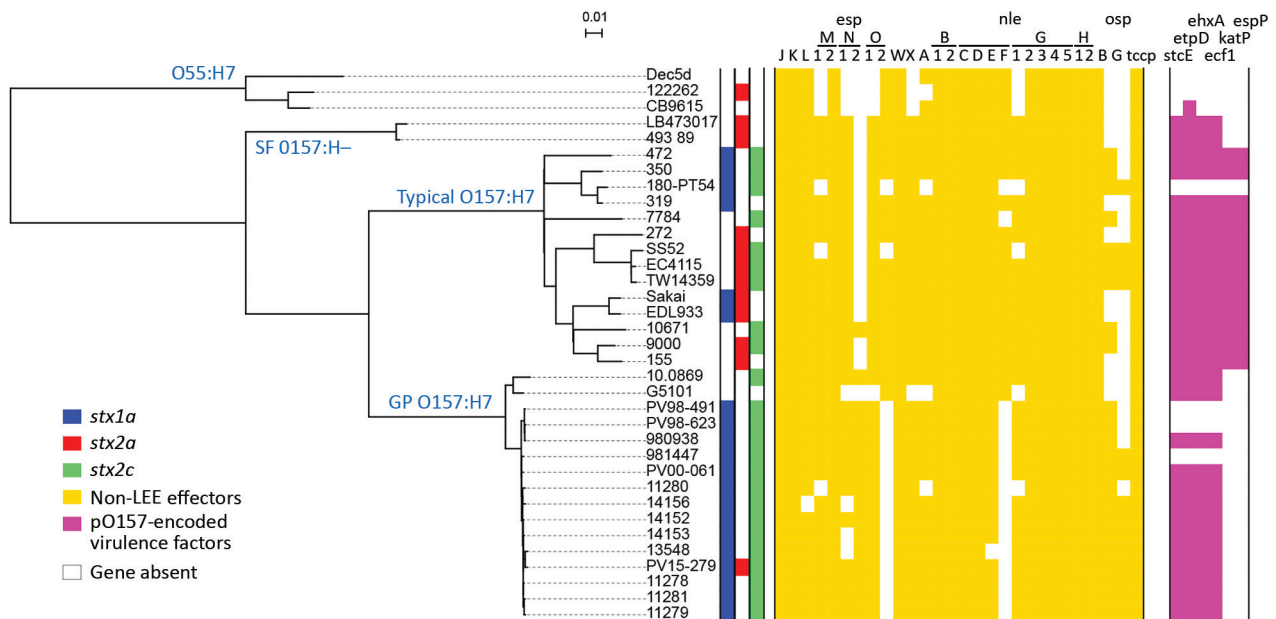 0.01
esp nle osp ehxA espP
M N O B G H etpD katP
J K L 1 2 1 2 1 2 W X A 1 2 C D E F 1 2 3 4 5 1 2 B G tccp stcE ecf1
O55:H7
Dec5d
122262
CB9615
LB473017
SF 0157:H–
493 89
472
350
Typical O157:H7
180-PT54
319
7784
272
SS52
EC4115
TW14359
Sakai
EDL933
10671
9000
155
10.0869
G5101
GP O157:H7
PV98-491
PV98-623
980938
981447
PV00-061
11280
14156
14152
14153
13548
PV15-279
11278
11281
11279
stx1a
stx2a
stx2c
Non-LEE effectors
pO157-encoded
virulence factors
Gene absent